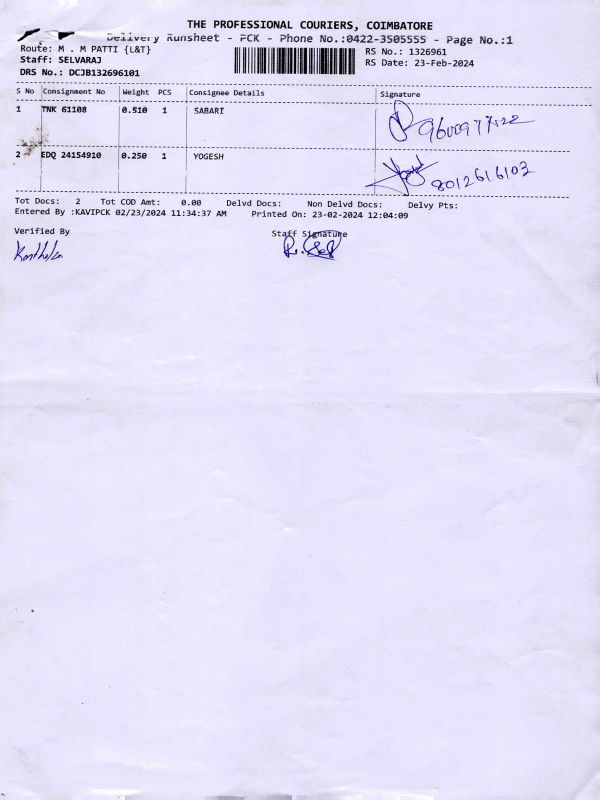 THE PROFESSIONAL COURIERS, COIMBATORE
Delivery Runsheet - PCK - Phone No.:0422-3505555 - Page No.:1
Route: M . M PATTI {L&T} RS No.: 1326961
Staff: SELVARAJ RS Date: 23-Feb-2024
DRS No.: DCJB132696101
S No Consignment No Weight PCS Consignee Details Signature
1 TNK 61108 0.510 1 SABARI
2 EDQ 24154910 0.250 1 YOGESH 8012616103
Tot Docs: 2 Tot COD Amt: 0.00 Delvd Docs: Non Delvd Docs: Delvy Pts:
Entered By :KAVIPCK 02/23/2024 11:34:37 AM Printed On: 23-02-2024 12:04:09
Verified By Staff Signature